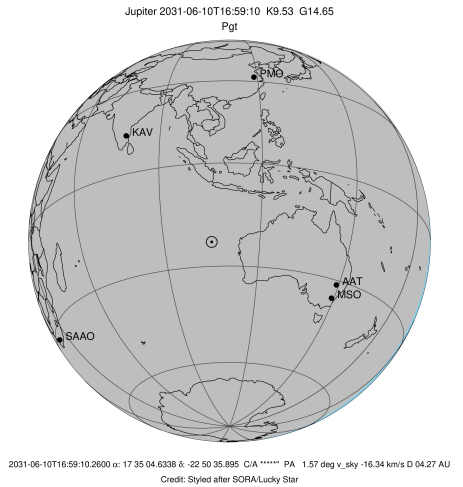 Jupiter 2031-06-10T16:59:10 K9.53 G14.65
Pgt
PMO
KAV
AAT
MSO
SAAO
2031-06-10T16:59:10.2600 α: 17 35 04.6338 δ: -22 50 35.895 C/A *****" PA 1.57 deg v_sky -16.34 km/s D 04.27 AU
Credit: Styled after SORA/Lucky Star